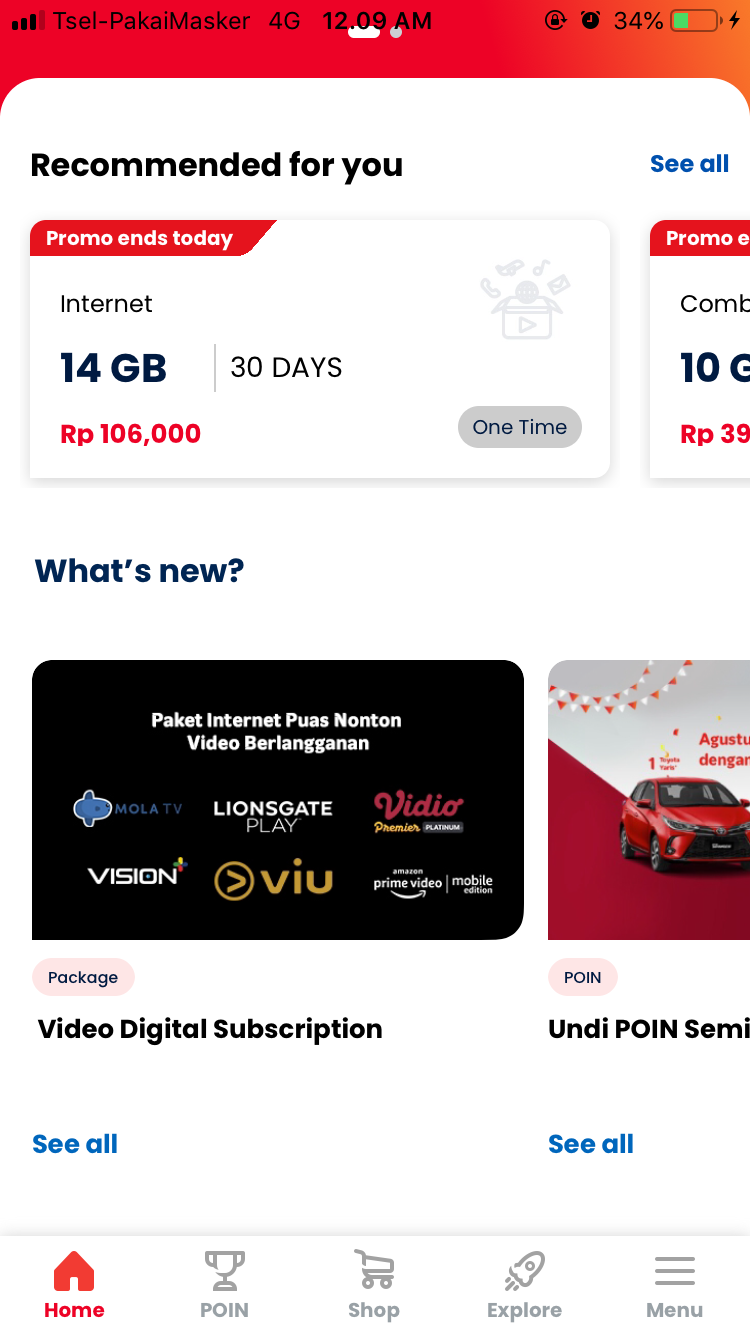 Tsel-PakaiMasker 4G 12.09 AM 34%
Recommended for you See all
Promo ends today
Internet
14 GB 30 DAYS
Rp 106,000 One Time
Promo e
Comb
10 G
Rp 39
What's new?
Paket Internet Puas Nonton
Video Berlangganan
MOLA TV LIONSGATE PLAY Vidio Premier PLATINUM
VISION+ viu amazon prime video | mobile edition
Agustu
dengan
1 Toyota
Yaris*
Package
Video Digital Subscription
See all
POIN
Undi POIN Semi
See all
Home POIN Shop Explore Menu